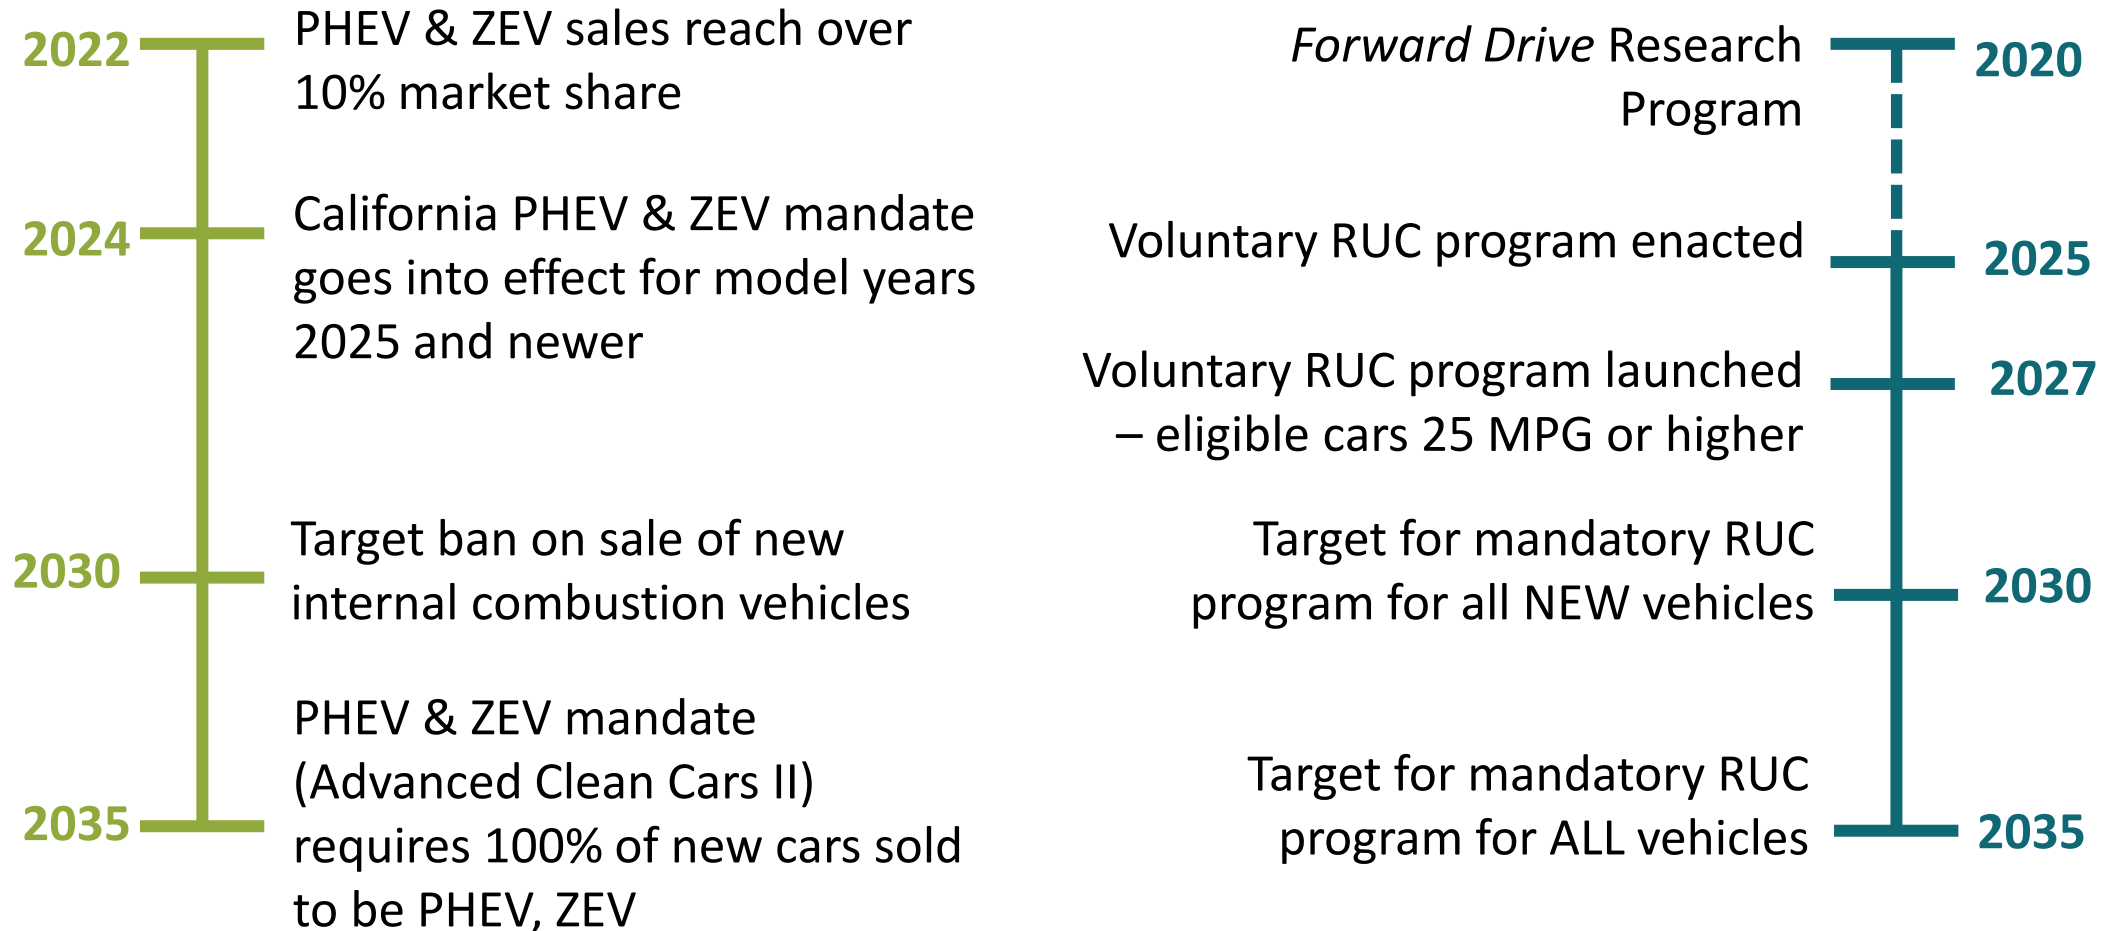 2022
PHEV & ZEV sales reach over
10% market share
2024
California PHEV & ZEV mandate
goes into effect for model years
2025 and newer
2030
Target ban on sale of new
internal combustion vehicles
2035
PHEV & ZEV mandate
(Advanced Clean Cars II)
requires 100% of new cars sold
to be PHEV, ZEV
Forward Drive Research
Program
2020
Voluntary RUC program enacted
2025
Voluntary RUC program launched
– eligible cars 25 MPG or higher
2027
Target for mandatory RUC
program for all NEW vehicles
2030
Target for mandatory RUC
program for ALL vehicles
2035